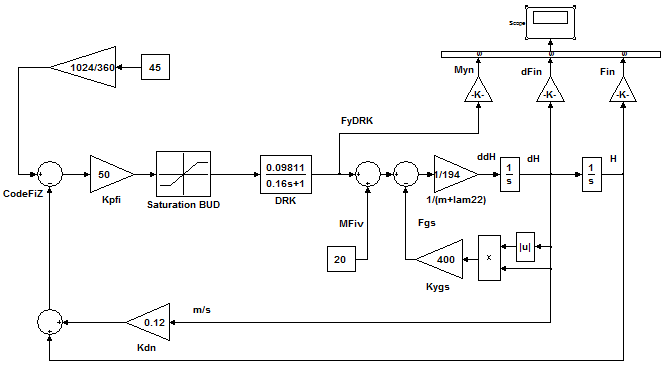 Scope
Myn
dFin
Fin
1024/360
45
-K-
-K-
-K-
FyDRK
CodeFiZ
50
Kpfi
Saturation BUD
0.09811
0.16s+1
DRK
1/194
1/(m+lam22)
ddH
1
s
dH
1
s
H
MFiv
20
Fgs
400
Kygs
x
|u|
m/s
0.12
Kdn